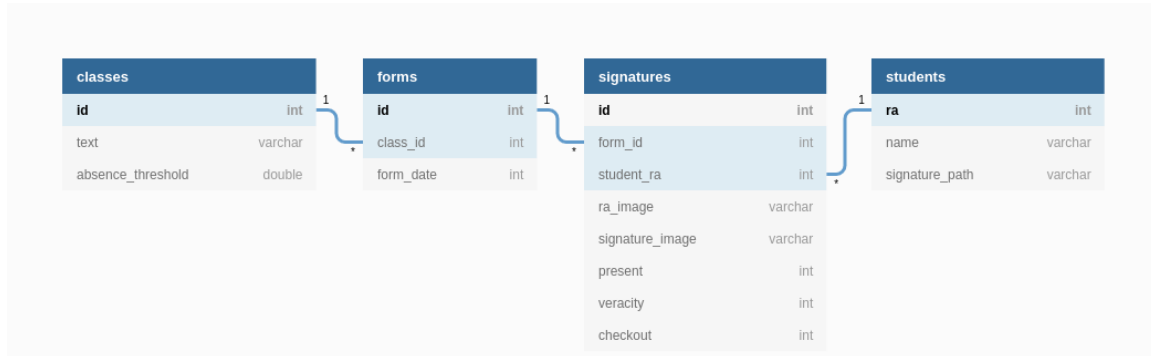 classes
id int
text varchar
absence_threshold double
1
*
forms
id int
class_id int
form_date int
1
*
signatures
id int
form_id int
student_ra int
ra_image varchar
signature_image varchar
present int
veracity int
checkout int
1
*
students
ra int
name varchar
signature_path varchar